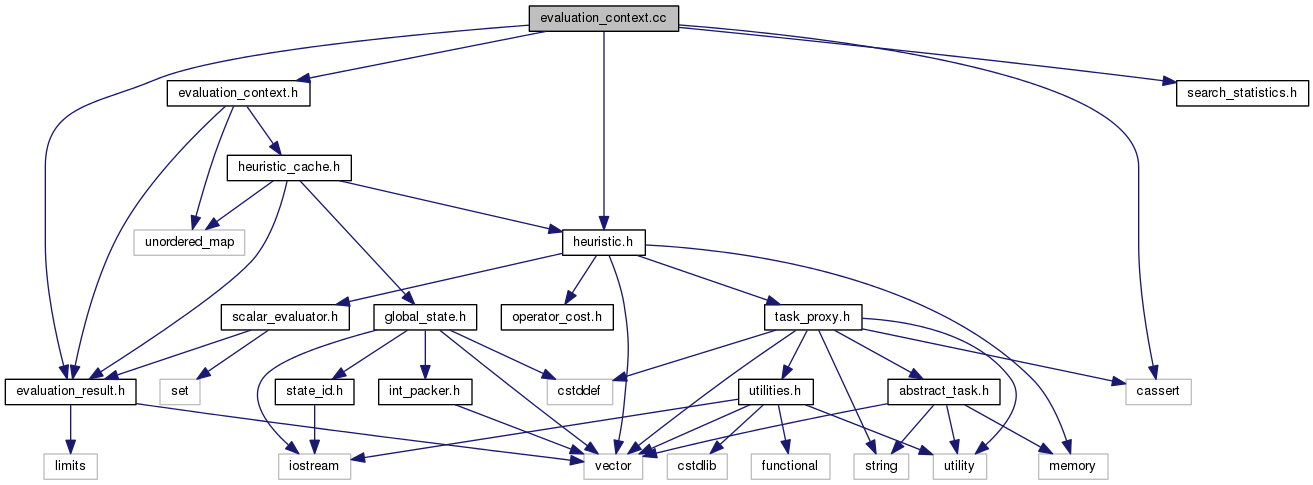 evaluation_context.cc
evaluation_context.h
search_statistics.h
heuristic_cache.h
unordered_map
heuristic.h
scalar_evaluator.h
global_state.h
operator_cost.h
task_proxy.h
evaluation_result.h
set
state_id.h
int_packer.h
cstddef
utilities.h
abstract_task.h
cassert
limits
iostream
vector
cstdlib
functional
string
utility
memory